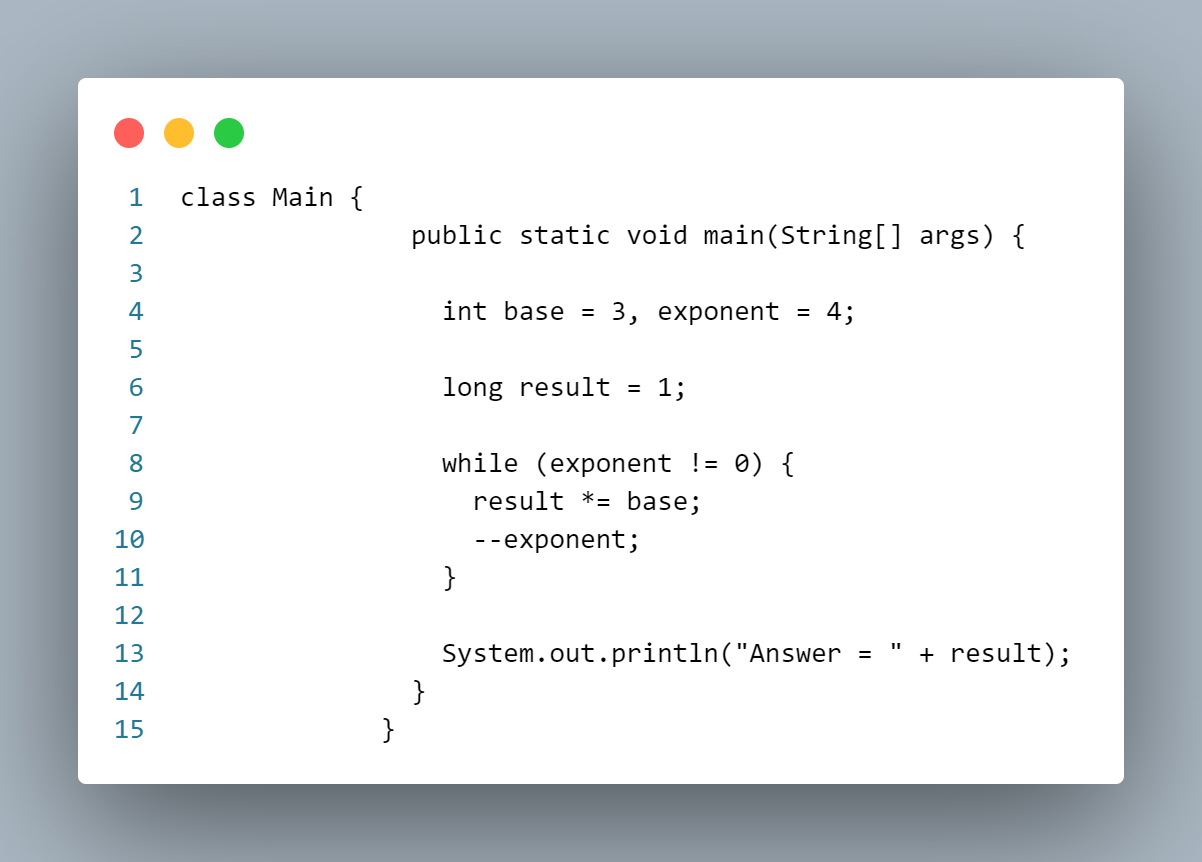 1 class Main {
2 public static void main(String[] args) {
3
4 int base = 3, exponent = 4;
5
6 long result = 1;
7
8 while (exponent != 0) {
9 result *= base;
10 --exponent;
11 }
12
13 System.out.println("Answer = " + result);
14 }
15 }